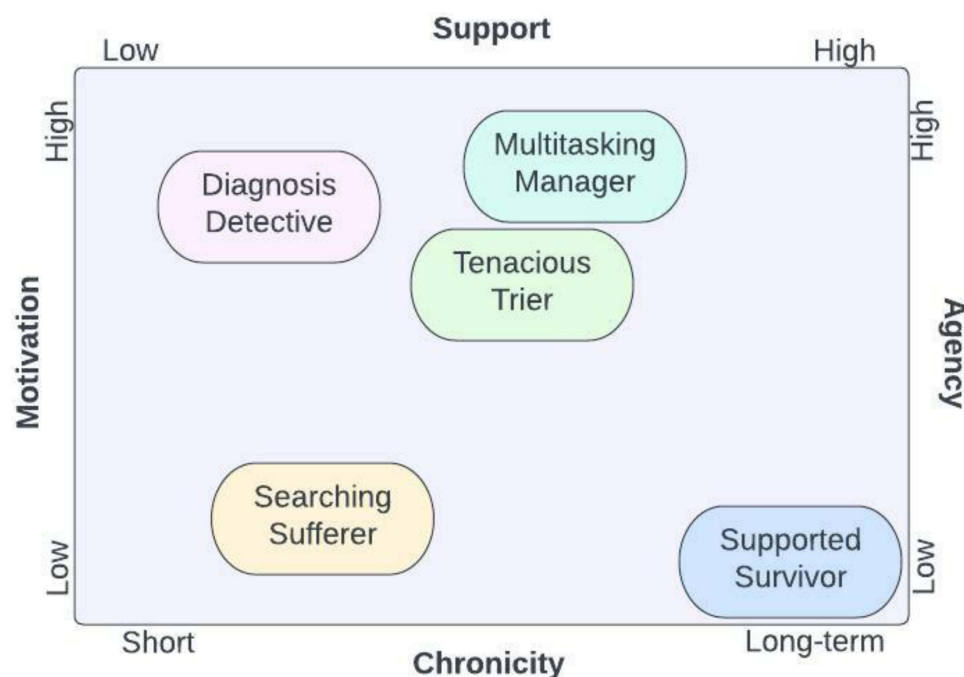 Support
Low
High
High
High
Multitasking
Manager
Diagnosis
Detective
Tenacious
Trier
Motivation
Agency
Searching
Sufferer
Supported
Survivor
Low
Low
Short
Long-term
Chronicity